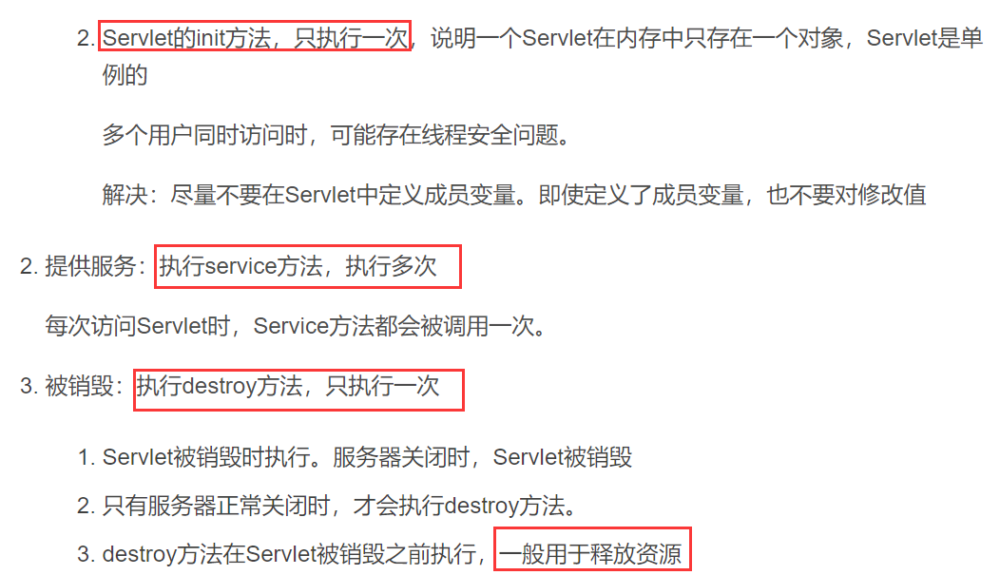 2. Servlet的init方法，只执行一次，说明一个Servlet在内存中只存在一个对象，Servlet是单
例的
多个用户同时访问时，可能存在线程安全问题。
解决：尽量不要在Servlet中定义成员变量。即使定义了成员变量，也不要对修改值
2. 提供服务：执行service方法，执行多次
每次访问Servlet时，Service方法都会被调用一次。
3. 被销毁：执行destroy方法，只执行一次
1. Servlet被销毁时执行。服务器关闭时，Servlet被销毁
2. 只有服务器正常关闭时，才会执行destroy方法。
3. destroy方法在Servlet被销毁之前执行，一般用于释放资源